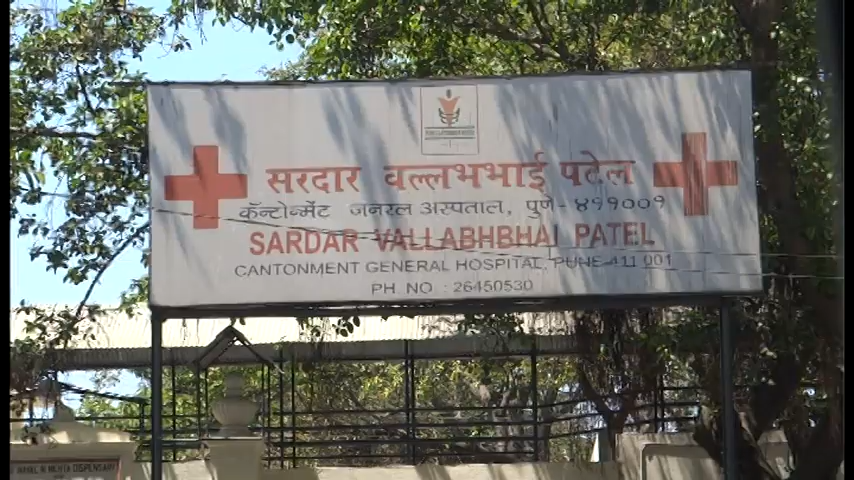 सरदार वल्लभभाई पटेल
कॅन्टोन्मेंट जनरल अस्पताल, पुणे-४११००१
SARDAR VALLABHBHAI PATEL
CANTONMENT GENERAL HOSPITAL, PUNE 411 001
PH. NO. 26450530
DISPENSARY